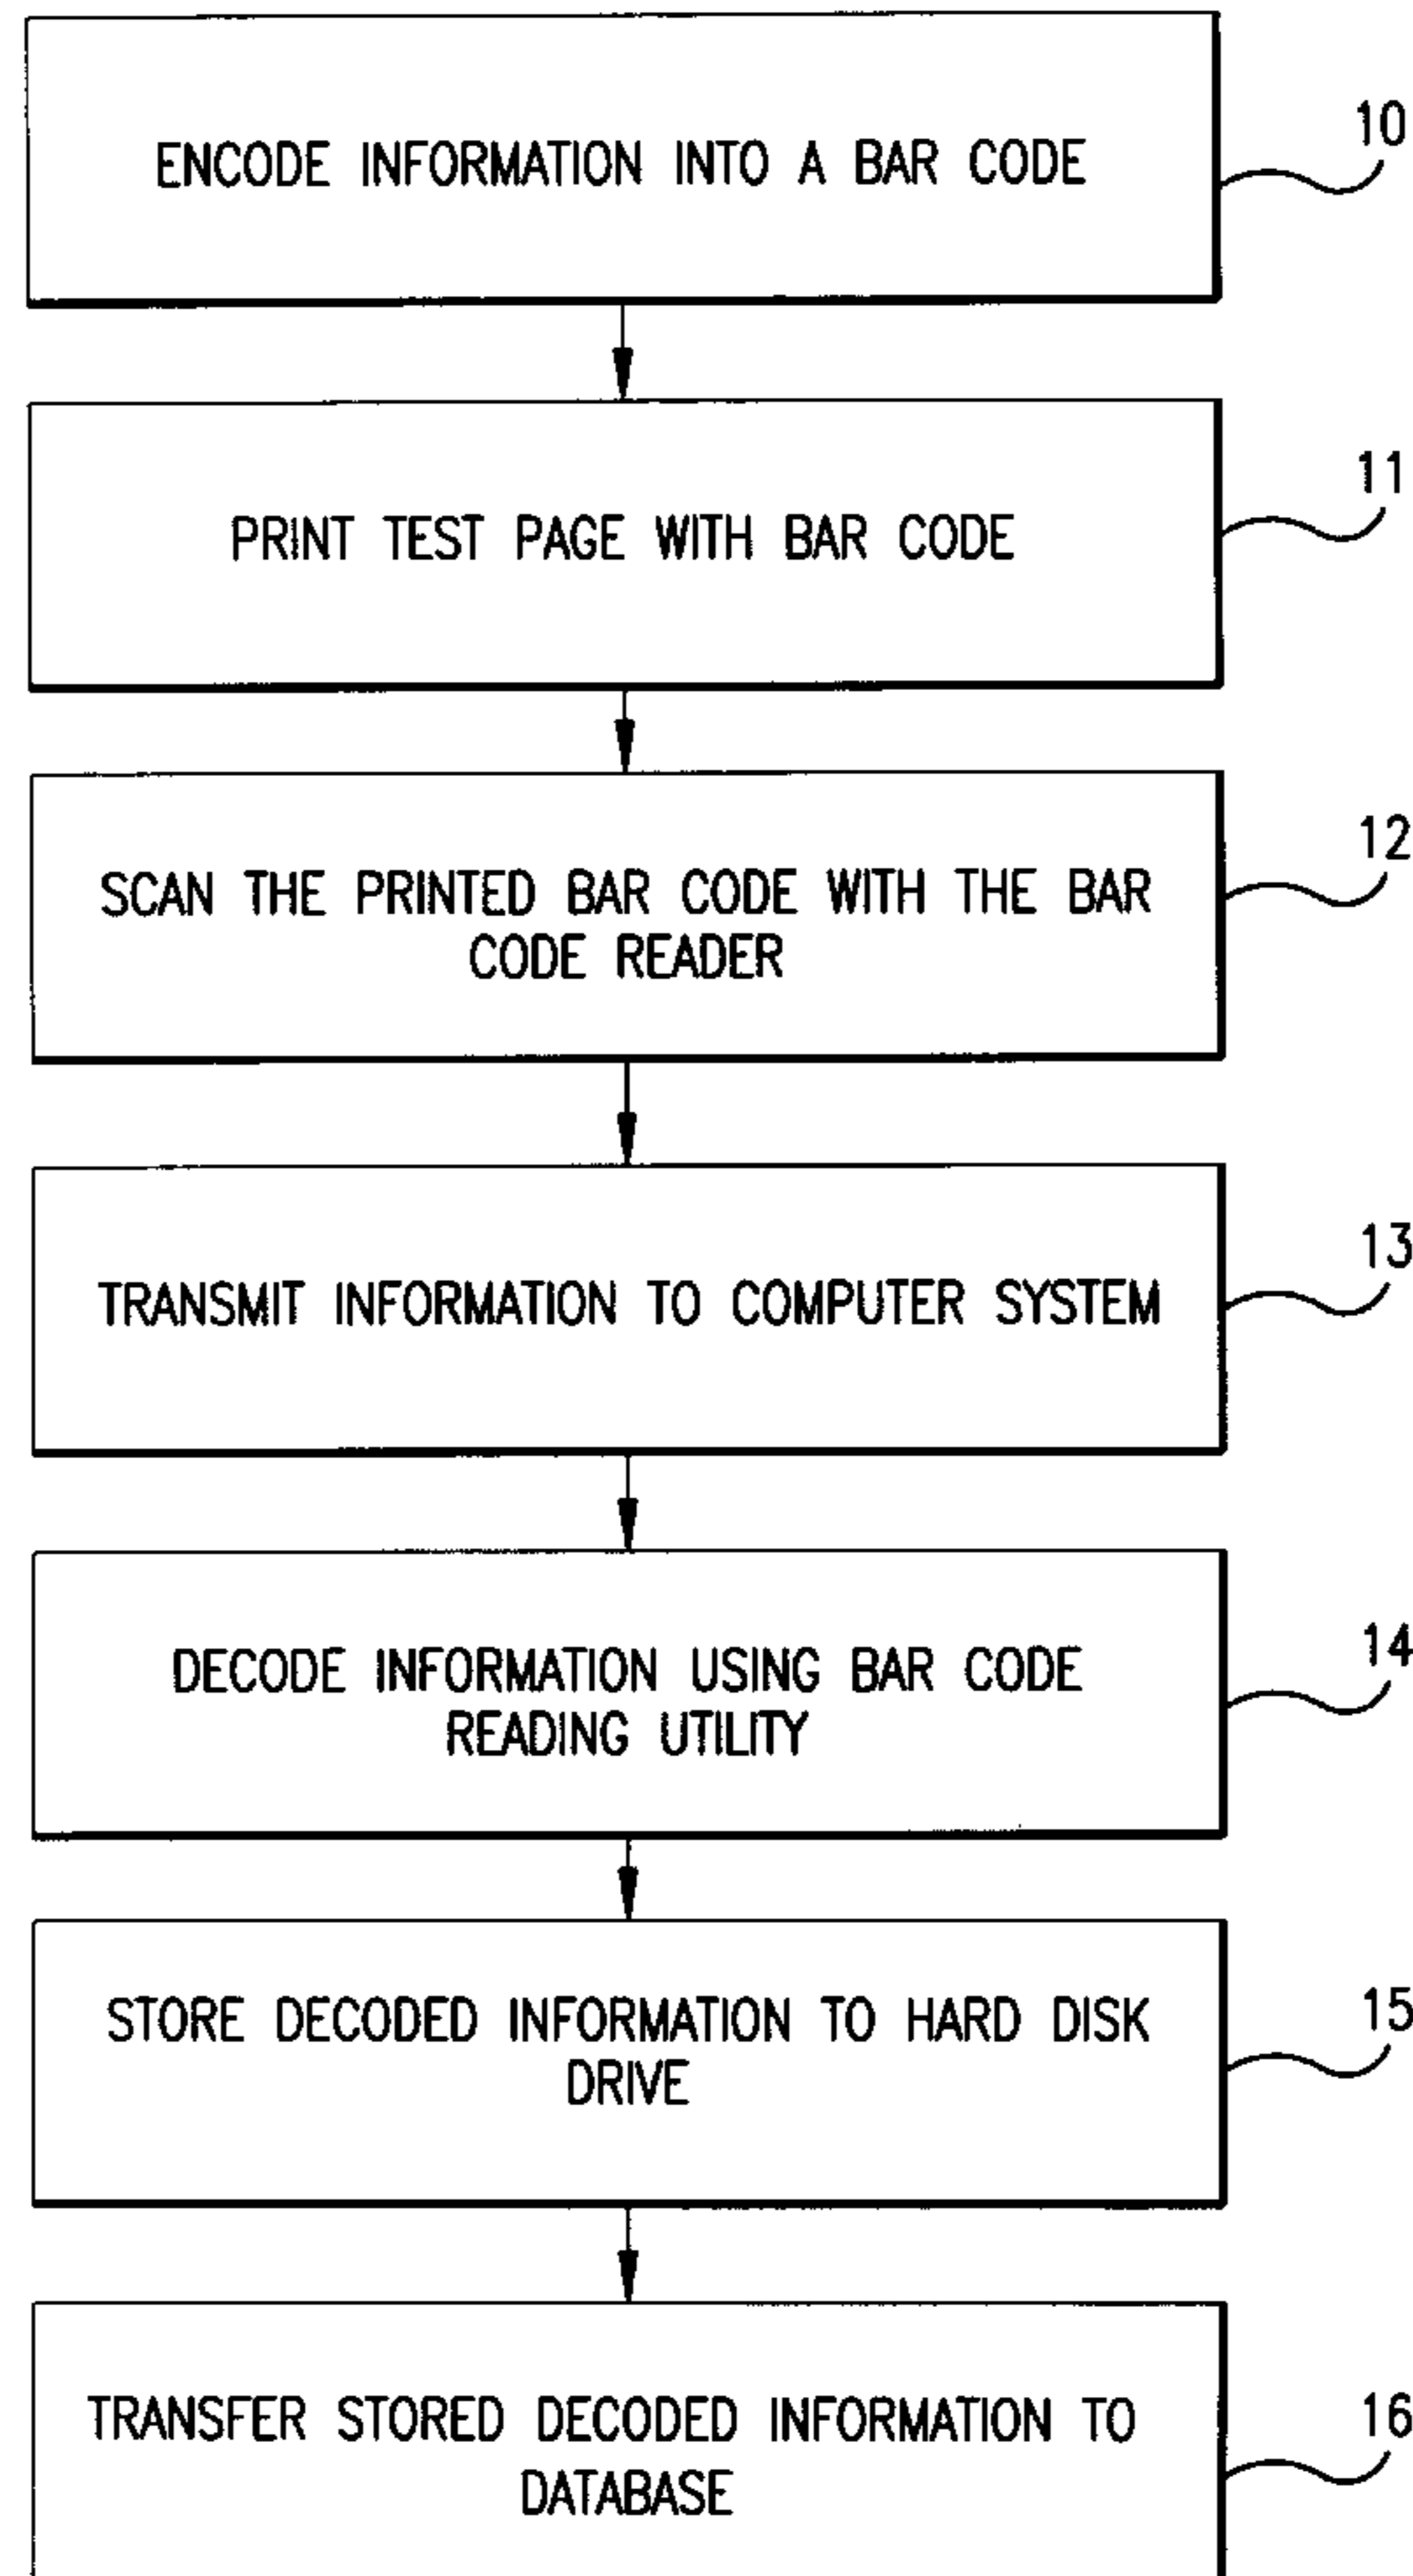 ENCODE INFORMATION INTO A BAR CODE
10
PRINT TEST PAGE WITH BAR CODE
11
SCAN THE PRINTED BAR CODE WITH THE BAR
CODE READER
12
TRANSMIT INFORMATION TO COMPUTER SYSTEM
13
DECODE INFORMATION USING BAR CODE
READING UTILITY
14
STORE DECODED INFORMATION TO HARD DISK
DRIVE
15
TRANSFER STORED DECODED INFORMATION TO
DATABASE
16